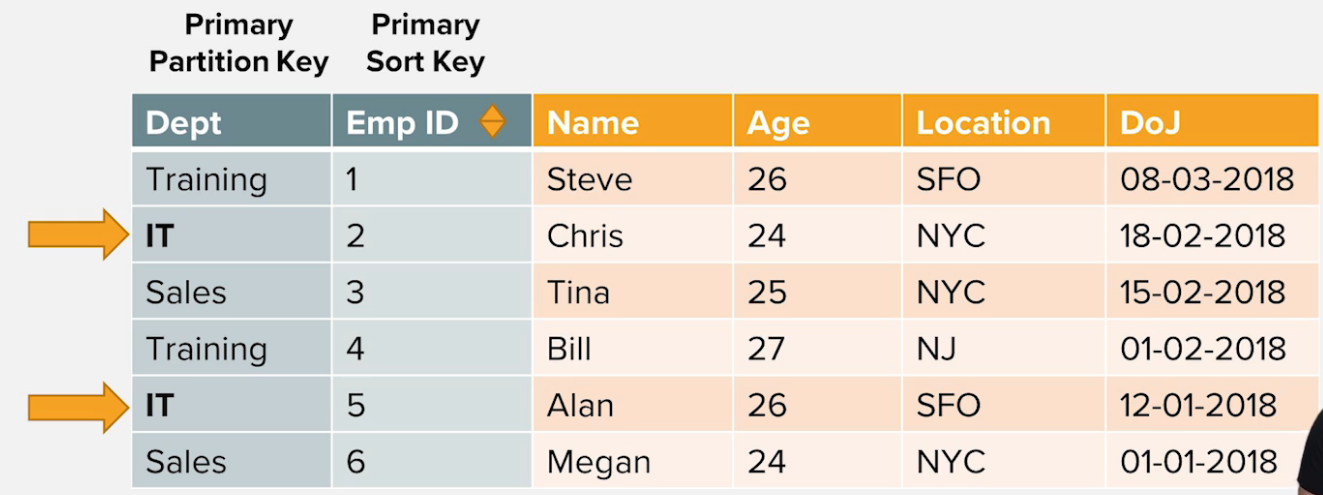 Primary Primary
Partition Key Sort Key
Dept Emp ID Name Age Location DoJ
Training 1 Steve 26 SFO 08-03-2018
IT 2 Chris 24 NYC 18-02-2018
Sales 3 Tina 25 NYC 15-02-2018
Training 4 Bill 27 NJ 01-02-2018
IT 5 Alan 26 SFO 12-01-2018
Sales 6 Megan 24 NYC 01-01-2018